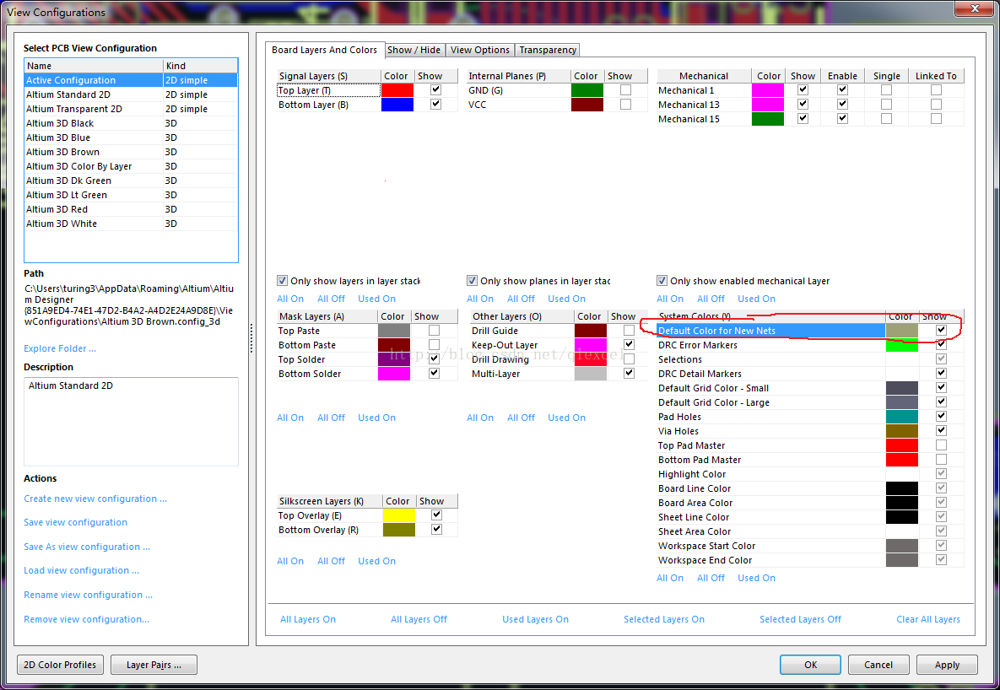 View Configurations
Select PCB View Configuration
Name Kind
Active Configuration 2D simple
Altium Standard 2D 2D simple
Altium Transparent 2D 2D simple
Altium 3D Black 3D
Altium 3D Blue 3D
Altium 3D Brown 3D
Altium 3D Color By Layer 3D
Altium 3D Dk Green 3D
Altium 3D Lt Green 3D
Altium 3D Red 3D
Altium 3D White 3D
Path
C:\Users\turing3\AppData\Roaming\Altium\Altiu
m Designer
{851A9ED4-74E1-47D2-B4A2-A4D2E24A9D8E}\Vie
wConfigurations\Altium 3D Brown.config_3d
Explore Folder ...
Description
Altium Standard 2D
Actions
Create new view configuration ...
Save view configuration
Save As view configuration ...
Load view configuration ...
Rename view configuration ...
Remove view configuration...
Board Layers And Colors Show / Hide View Options Transparency
Signal Layers (S) Color Show
Top Layer (T)
Bottom Layer (B)
Only show layers in layer stack
All On All Off Used On
Internal Planes (P) Color Show
GND (G)
VCC
Only show planes in layer stac
All On All Off Used On
Mechanical Color Show Enable Single Linked To
Mechanical 1
Mechanical 13
Mechanical 15
Only show enabled mechanical Layer
All On All Off Used On
Mask Layers (A) Color Show
Top Paste
Bottom Paste
Top Solder
Bottom Solder
All On All Off Used On
Other Layers (O) Color Show
Drill Guide
Keep-Out Layer
Drill Drawing
Multi-Layer
All On All Off Used On
http://blog.csdn.net/qlexcel
System Colors (Y) Color Show
Default Color for New Nets
DRC Error Markers
Selections
DRC Detail Markers
Default Grid Color - Small
Default Grid Color - Large
Pad Holes
Via Holes
Top Pad Master
Bottom Pad Master
Highlight Color
Board Line Color
Board Area Color
Sheet Line Color
Sheet Area Color
Workspace Start Color
Workspace End Color
All On All Off Used On
Silkscreen Layers (K) Color Show
Top Overlay (E)
Bottom Overlay (R)
All On All Off Used On
All Layers On All Layers Off Used Layers On Selected Layers On Selected Layers Off Clear All Layers
2D Color Profiles Layer Pairs ... OK Cancel Apply